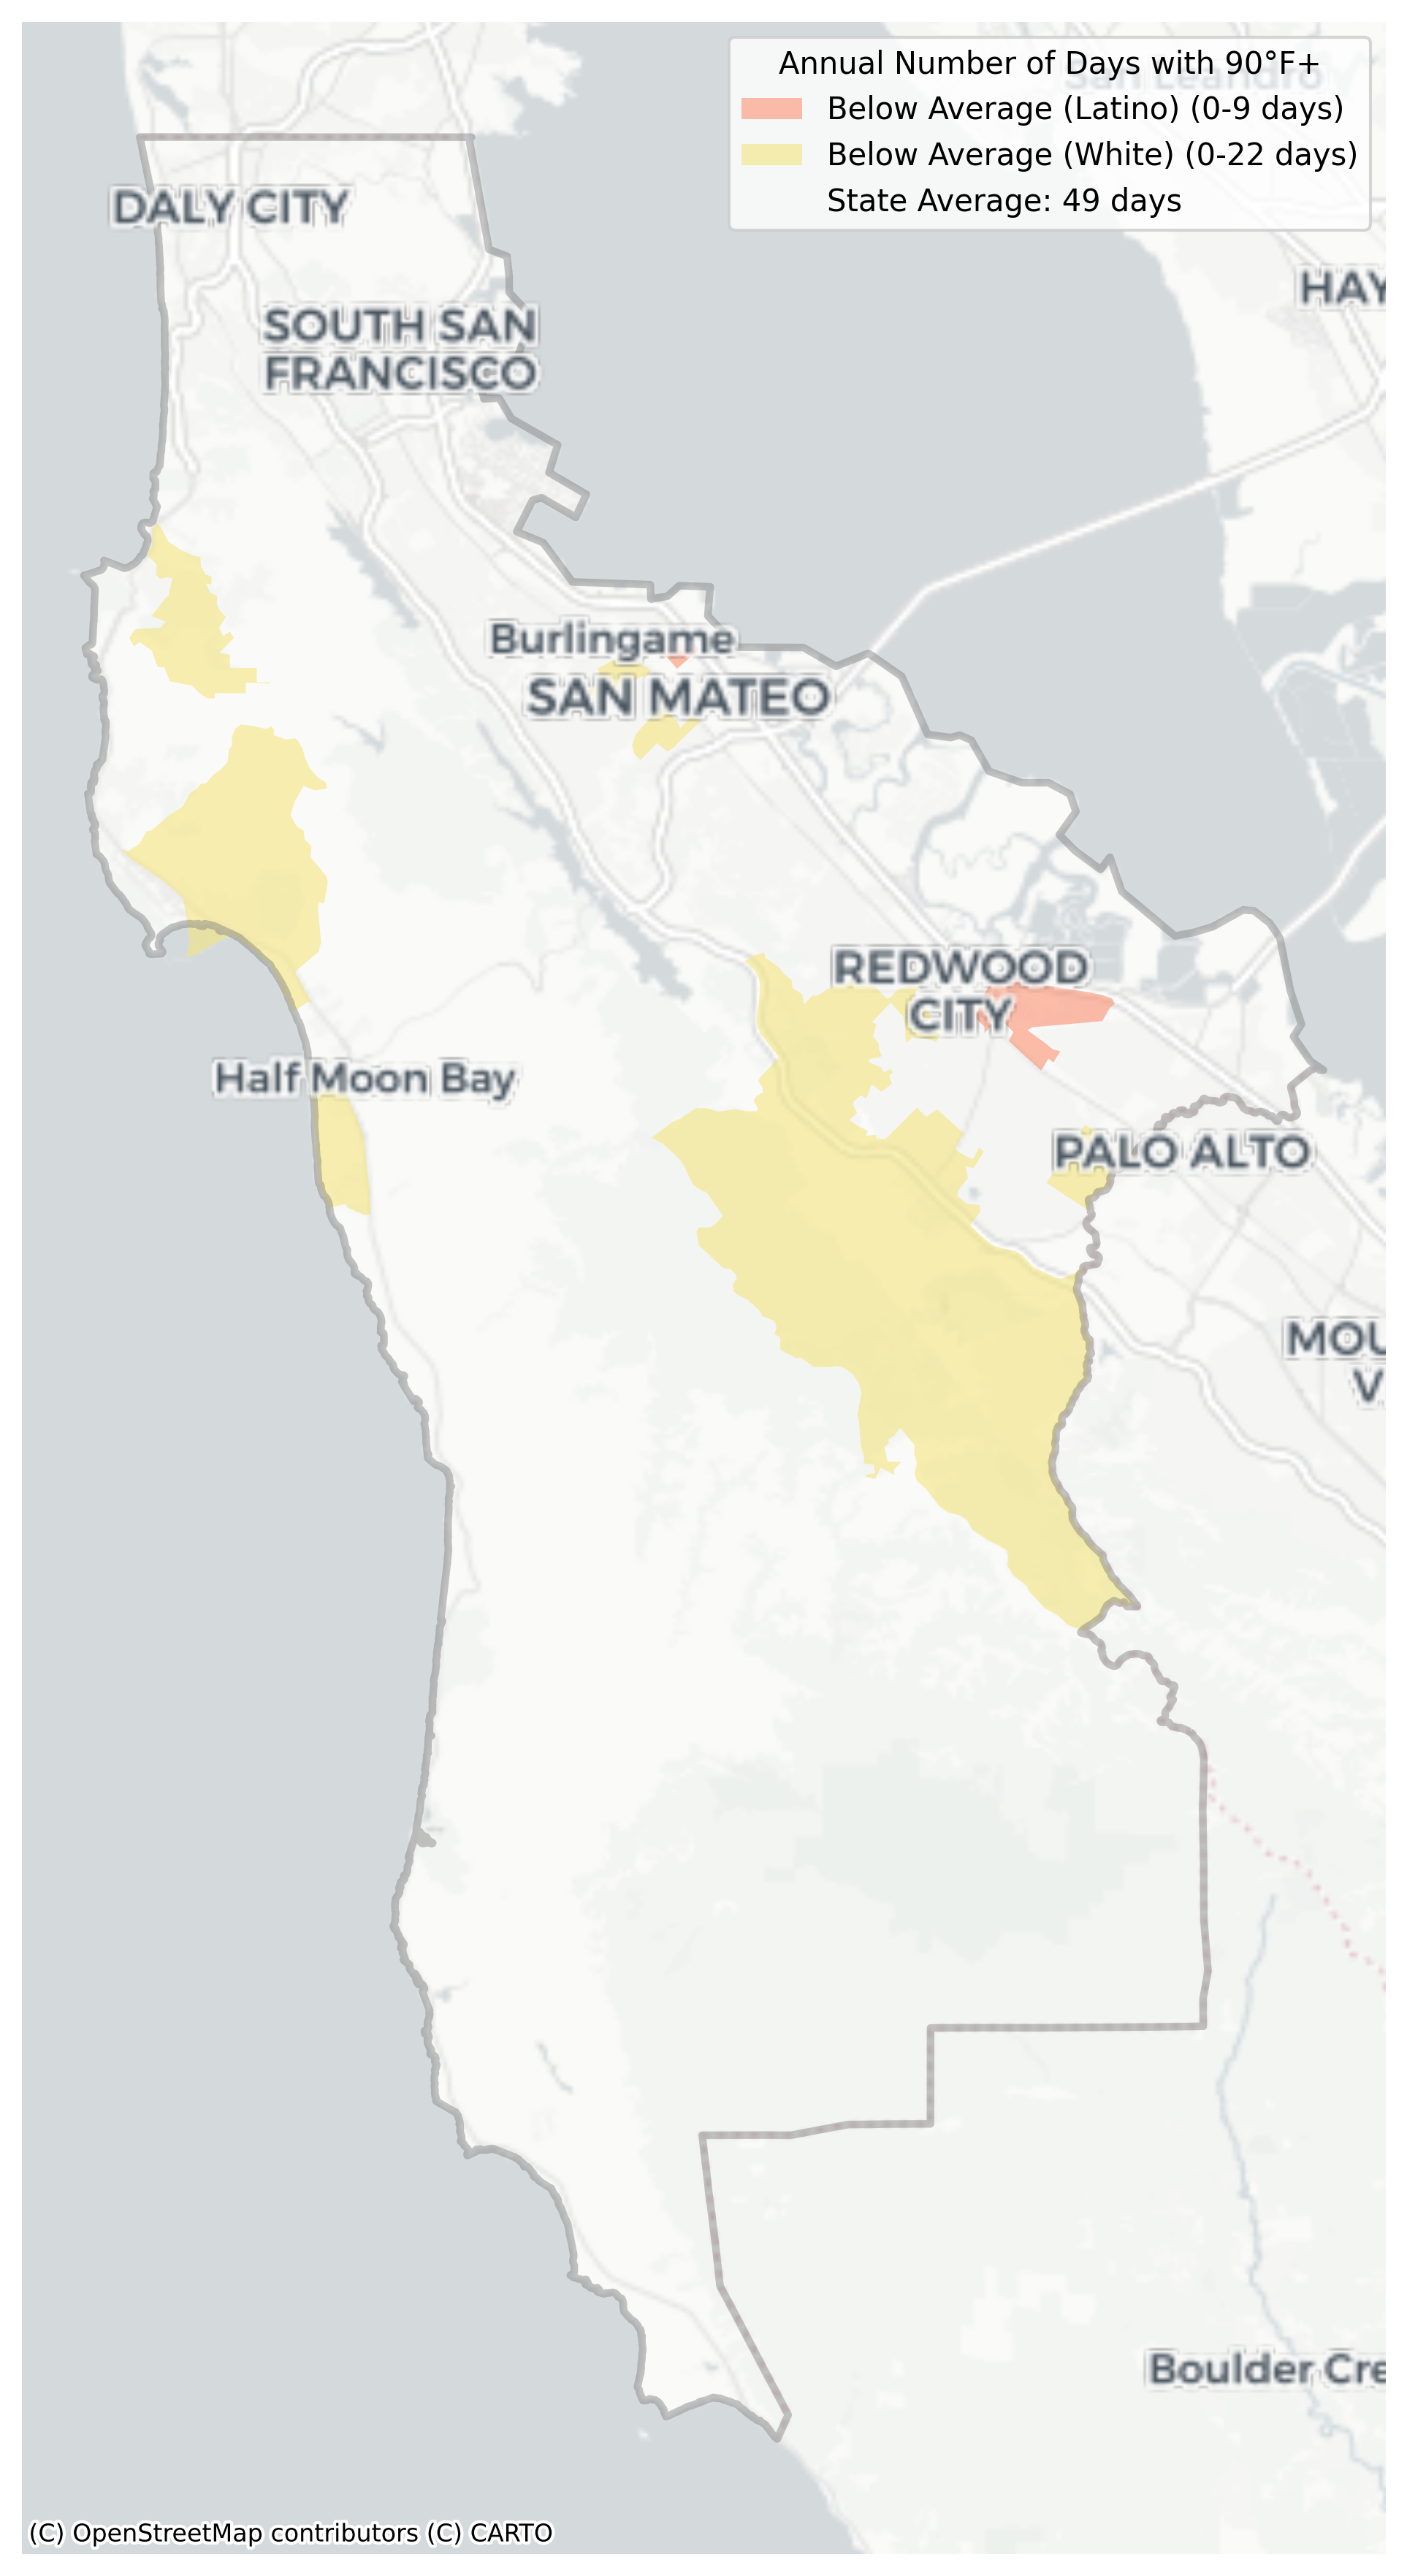 Annual Number of Days with 90°F+
Below Average (Latino) (0-9 days)
Below Average (White) (0-22 days)
State Average: 49 days
San Leandro
DALY CITY
HAY
SOUTH SAN
FRANCISCO
Burlingame
SAN MATEO
REDWOOD
CITY
Half Moon Bay
PALO ALTO
MOU
V
Boulder Cre
(C) OpenStreetMap contributors (C) CARTO